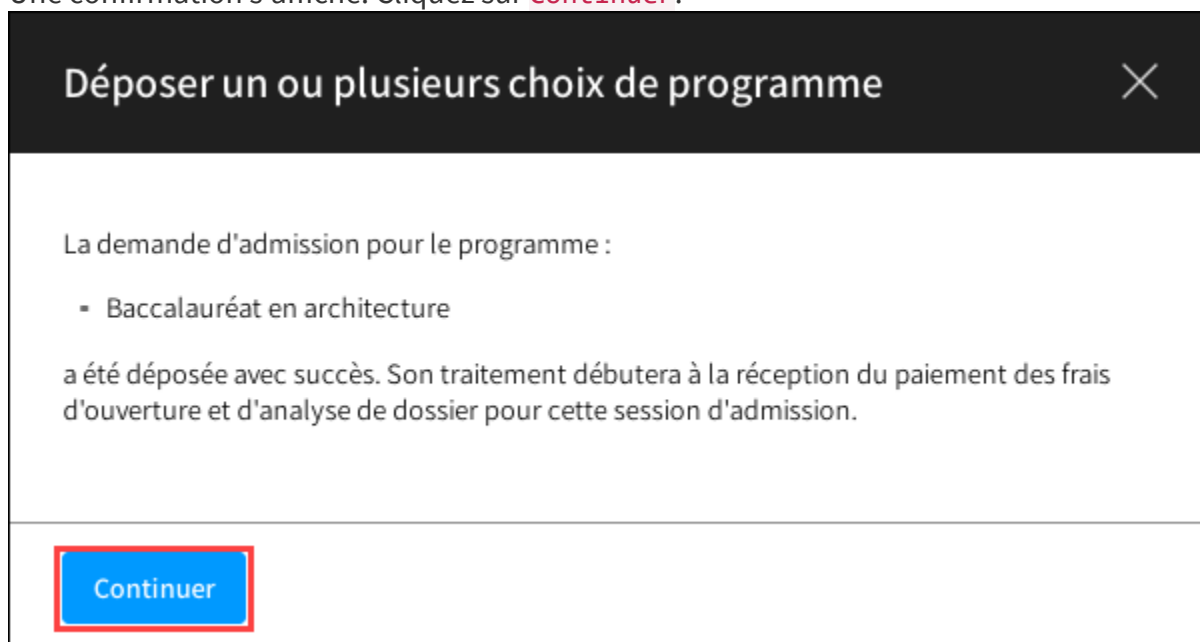 Une confirmation s'affiche. Cliquez sur Continuer.
Déposer un ou plusieurs choix de programme
La demande d'admission pour le programme :
Baccalauréat en architecture
a été déposée avec succès. Son traitement débutera à la réception du paiement des frais
d'ouverture et d'analyse de dossier pour cette session d'admission.
Continuer